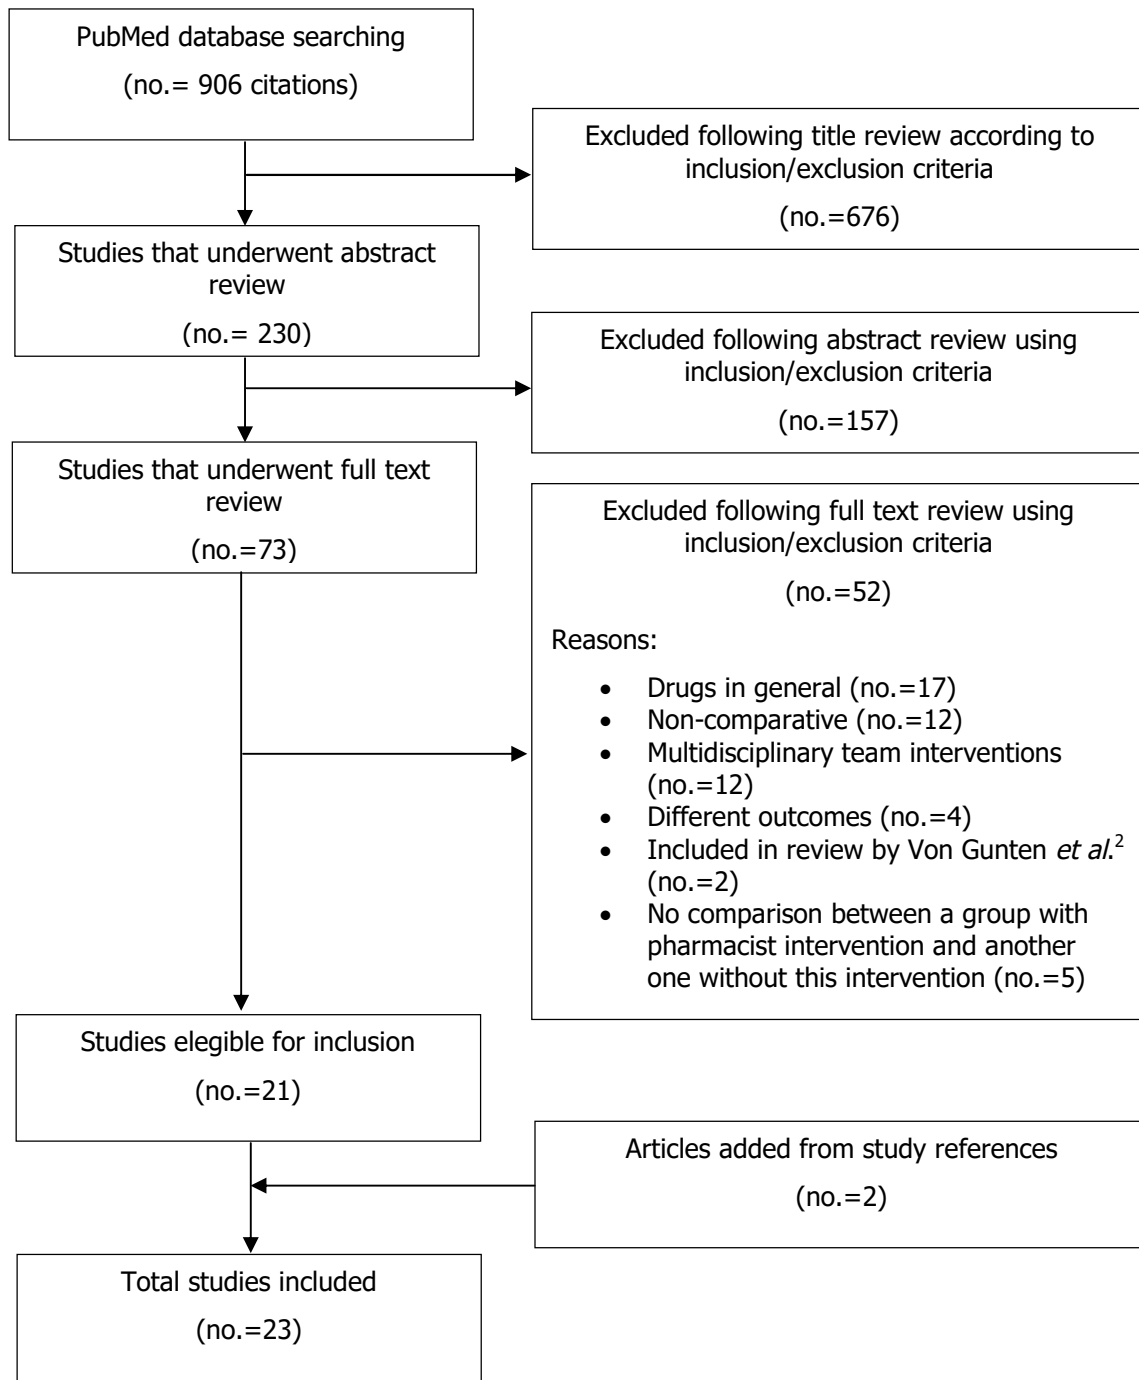 PubMed database searching
(no.= 906 citations)
Excluded following title review according to
inclusion/exclusion criteria
(no.=676)
Studies that underwent abstract
review
(no.= 230)
Excluded following abstract review using
inclusion/exclusion criteria
(no.=157)
Studies that underwent full text
review
(no.=73)
Excluded following full text review using
inclusion/exclusion criteria
(no.=52)
Reasons:
• Drugs in general (no.=17)
• Non-comparative (no.=12)
• Multidisciplinary team interventions
(no.=12)
• Different outcomes (no.=4)
• Included in review by Von Gunten et al.2
(no.=2)
• No comparison between a group with
pharmacist intervention and another
one without this intervention (no.=5)
Studies elegible for inclusion
(no.=21)
Articles added from study references
(no.=2)
Total studies included
(no.=23)